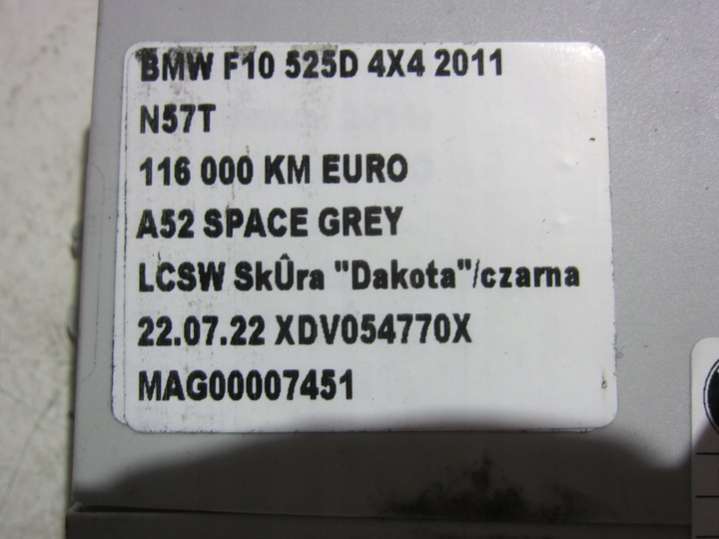 BMW F10 525D 4X4 2011
N57T
116 000 KM EURO
A52 SPACE GREY
LCSW SkÛra "Dakota"/czarna
22.07.22 XDV054770X
MAG00007451